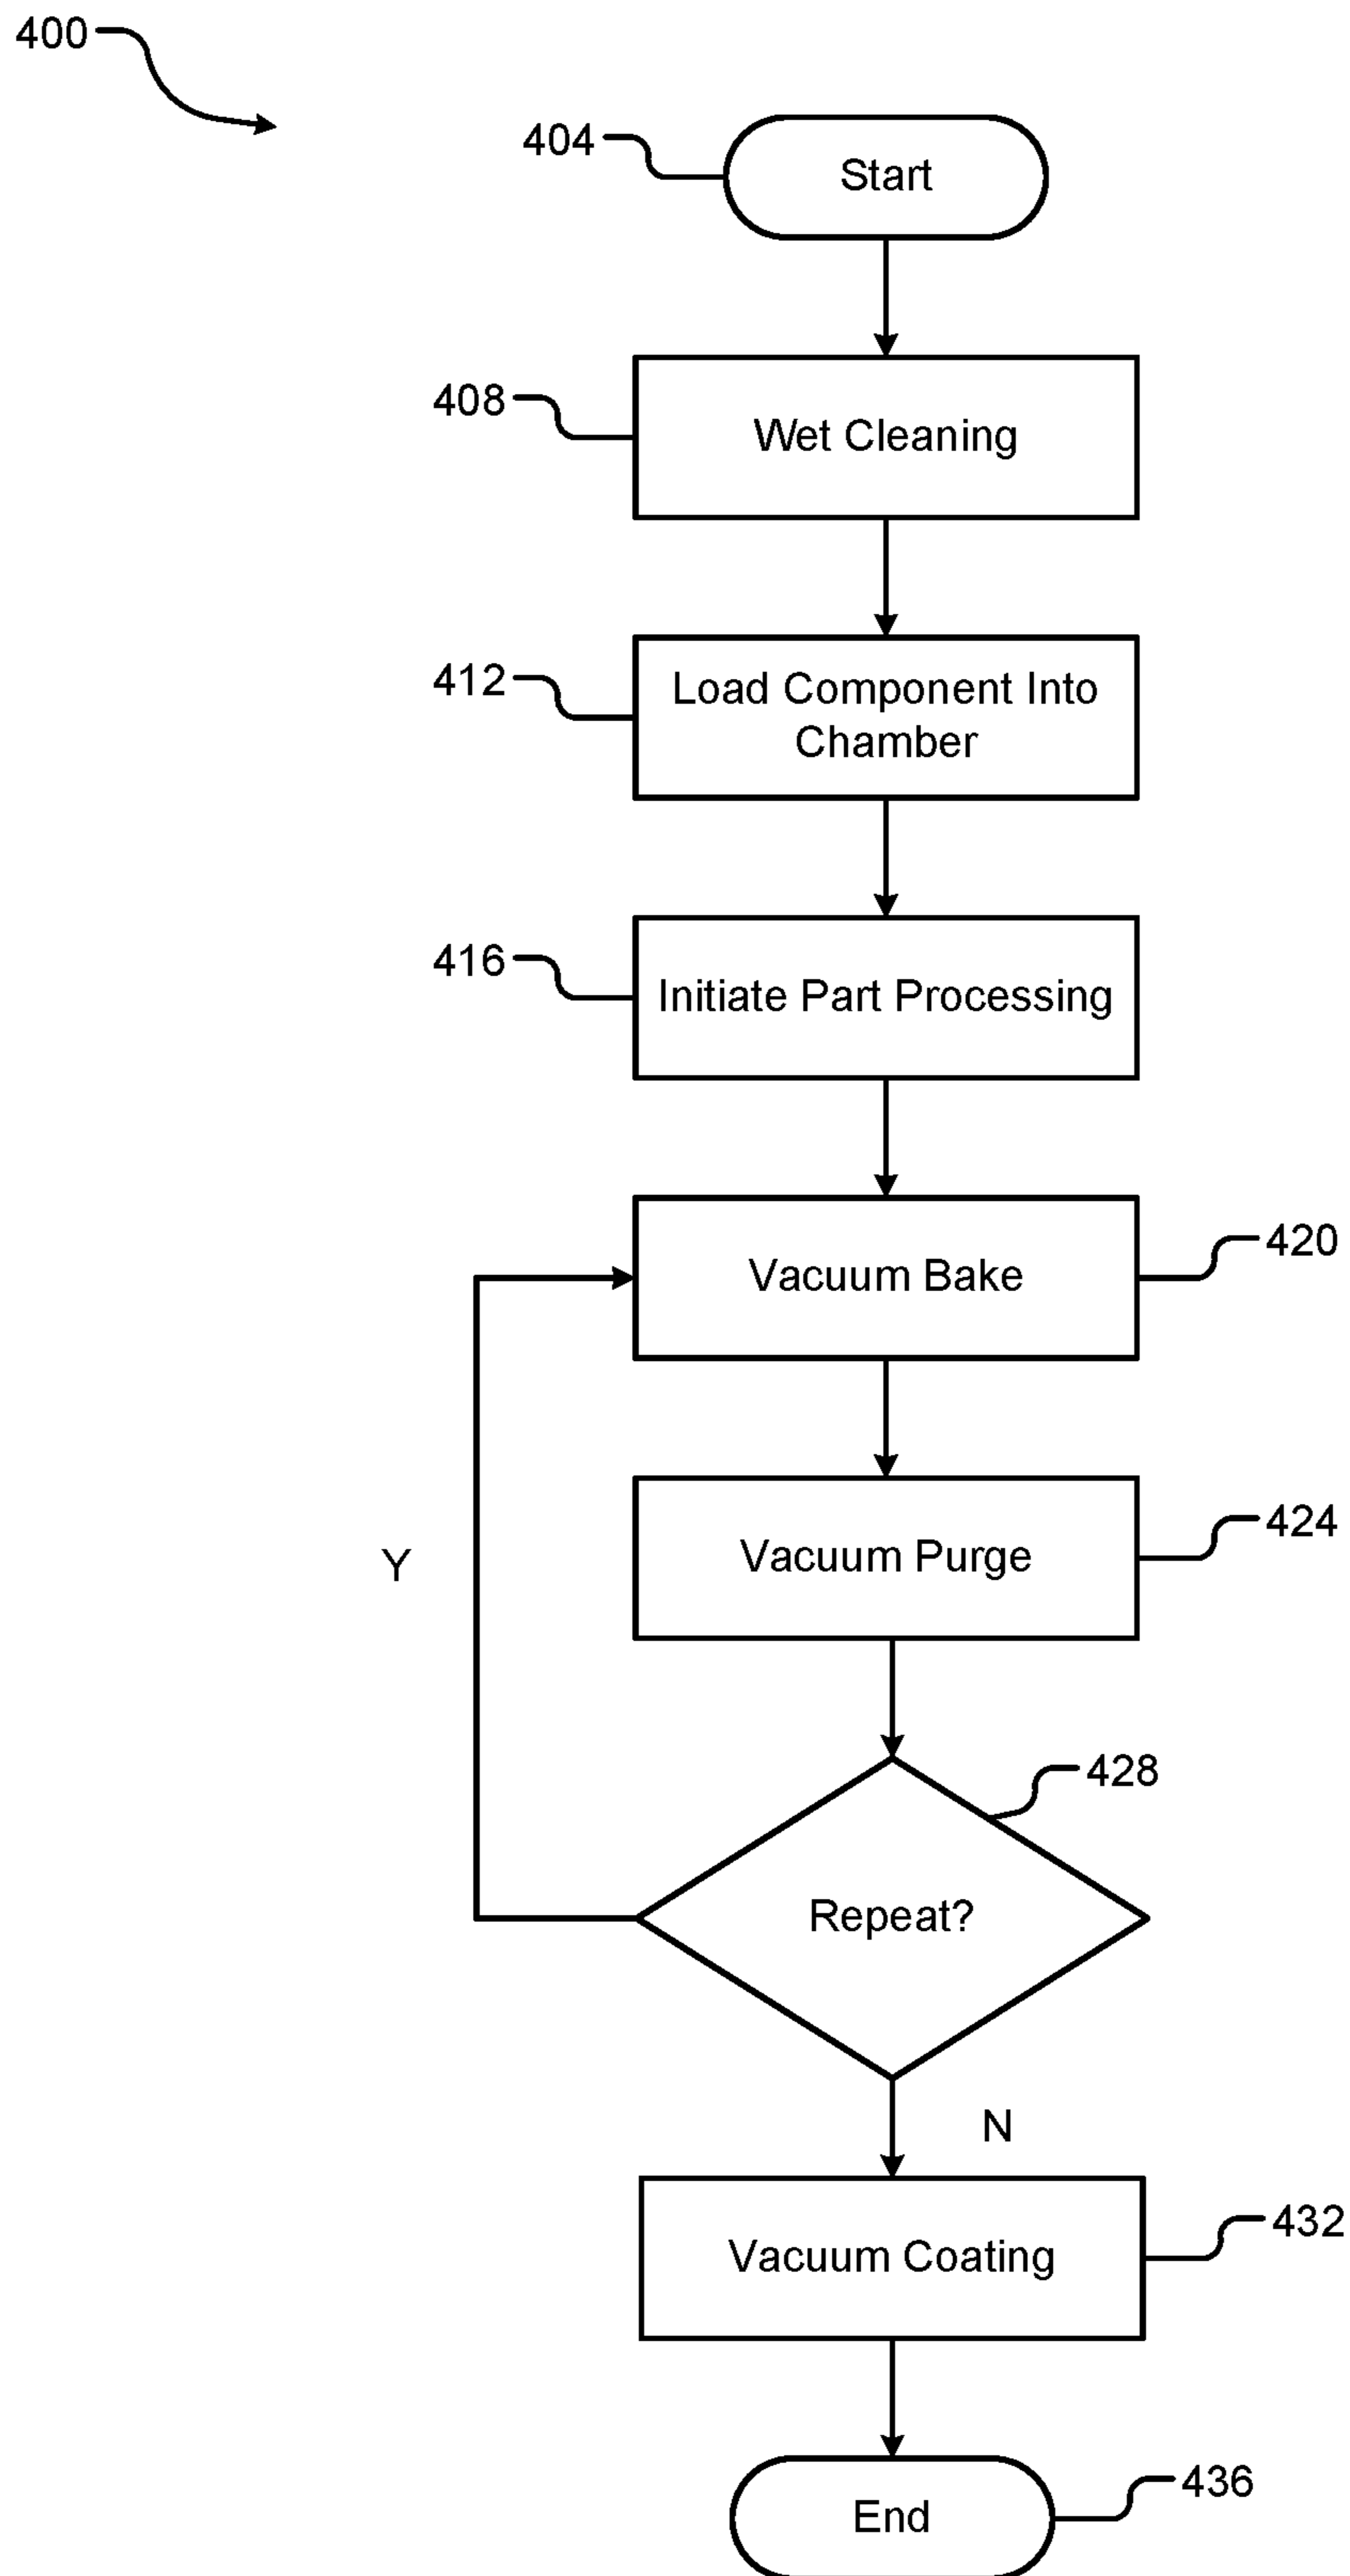 400
404
Start
408
Wet Cleaning
412
Load Component Into
Chamber
416
Initiate Part Processing
Vacuum Bake
420
Vacuum Purge
424
Y
428
Repeat?
N
Vacuum Coating
432
End
436